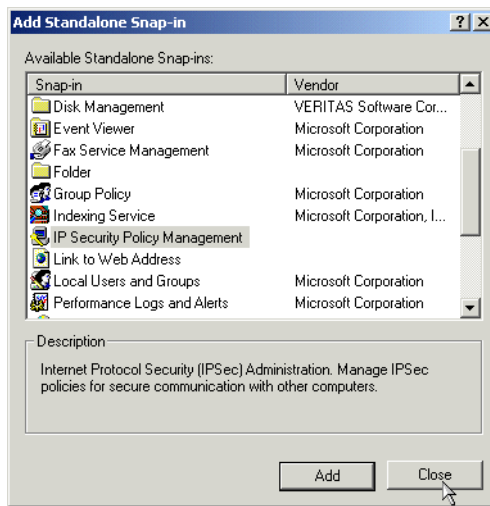 Add Standalone Snap-in
Available Standalone Snap-ins:
Snap-in Vendor
Disk Management VERITAS Software Cor...
Event Viewer Microsoft Corporation
Fax Service Management Microsoft Corporation
Folder
Group Policy Microsoft Corporation
Indexing Service Microsoft Corporation, I...
IP Security Policy Management
Link to Web Address
Local Users and Groups Microsoft Corporation
Performance Logs and Alerts Microsoft Corporation
Description
Internet Protocol Security (IPSec) Administration. Manage IPSec
policies for secure communication with other computers.
Add Close